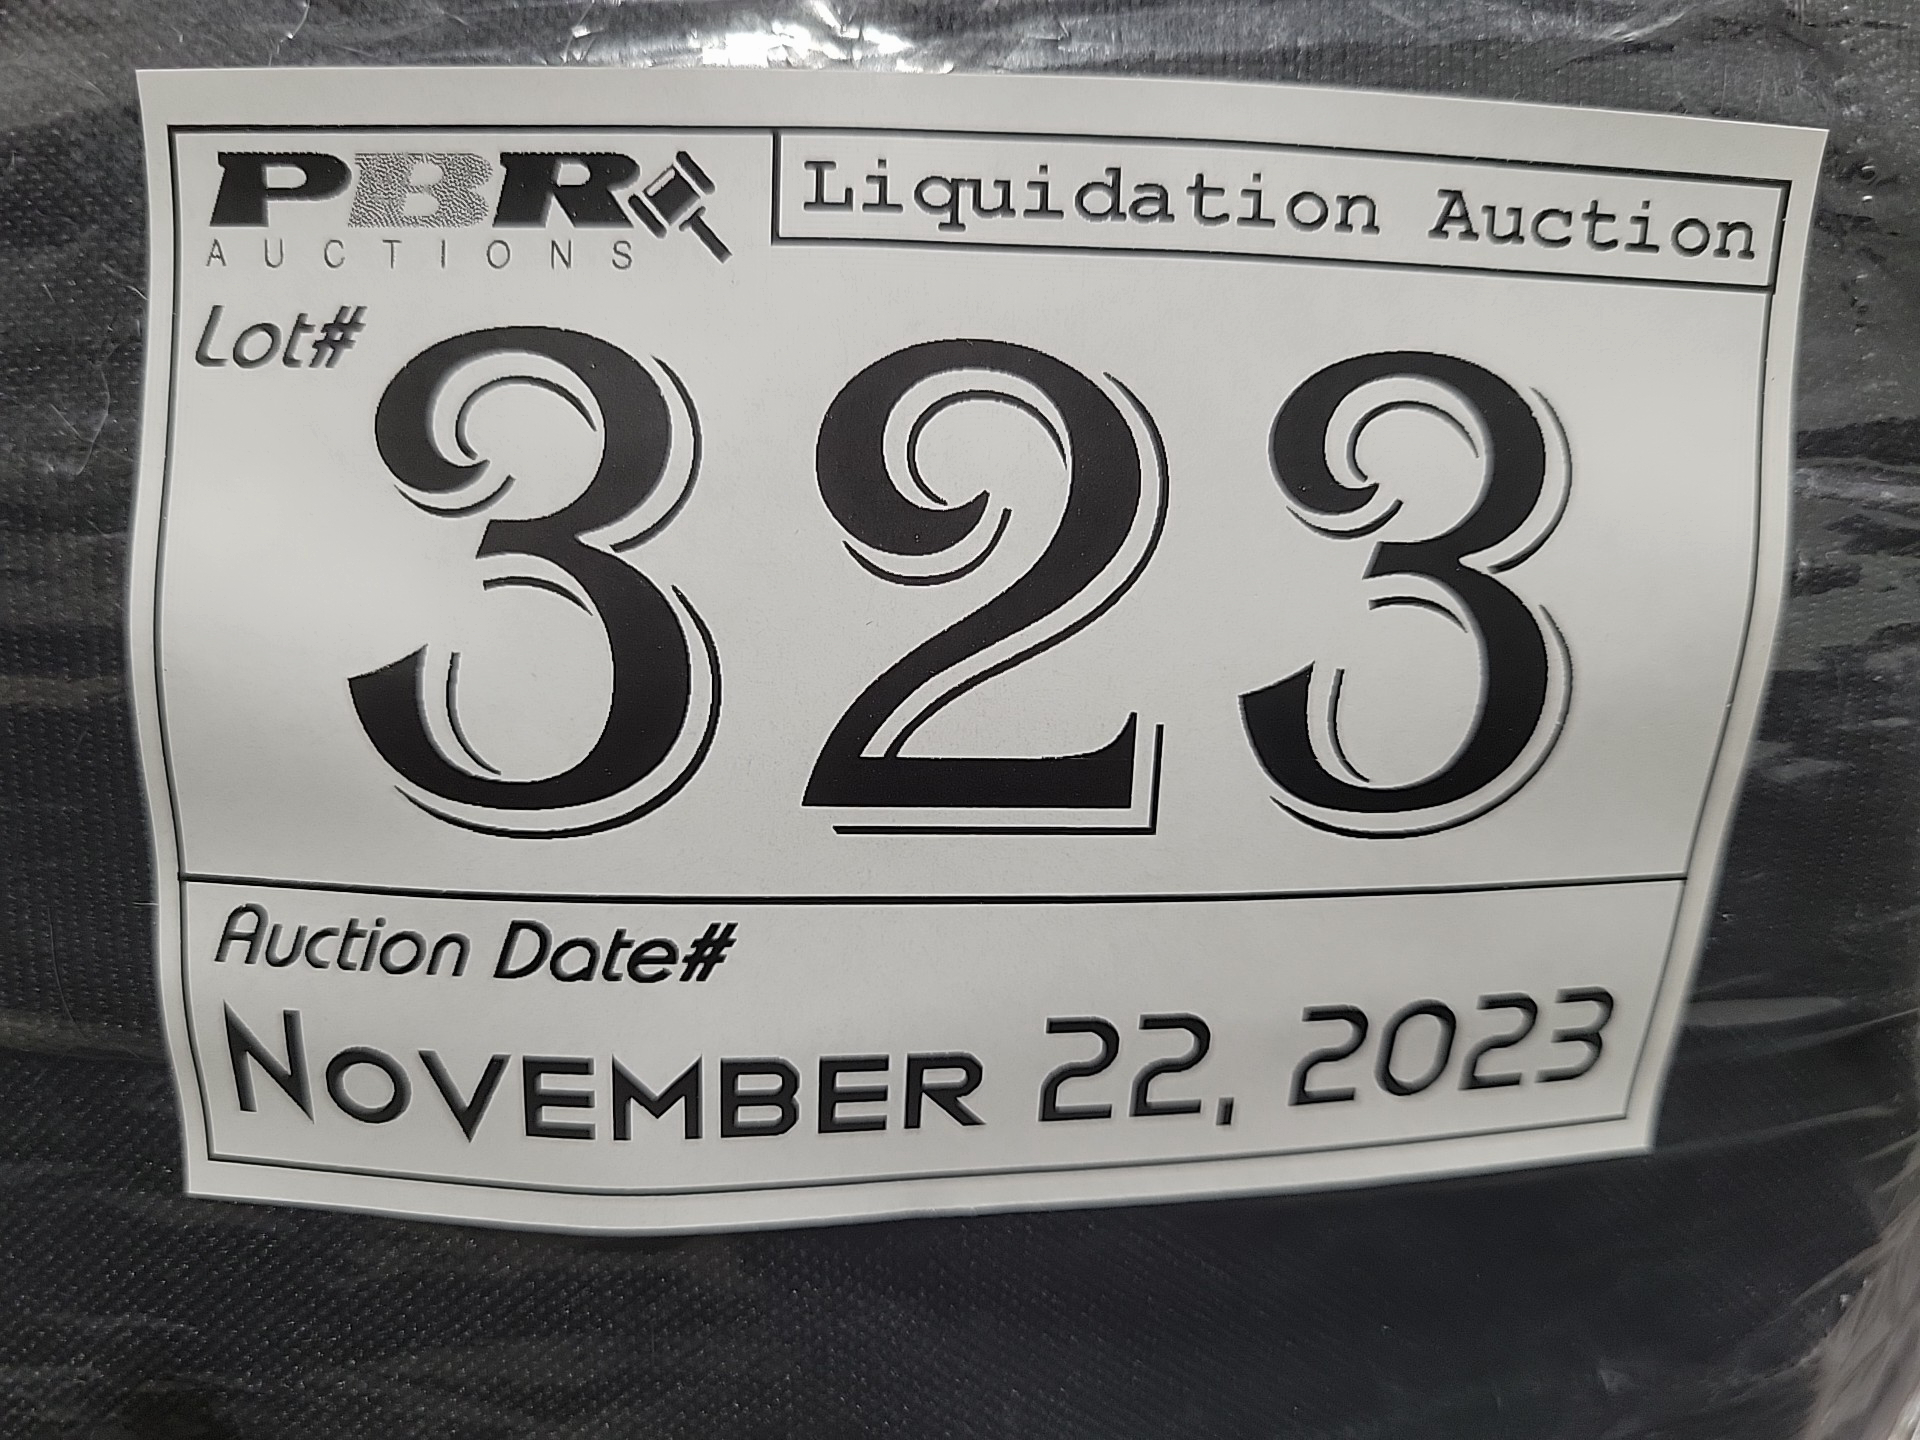 PBR
AUCTIONS
Liquidation Auction
Lot#
323
Auction Date#
NOVEMBER 22, 2023